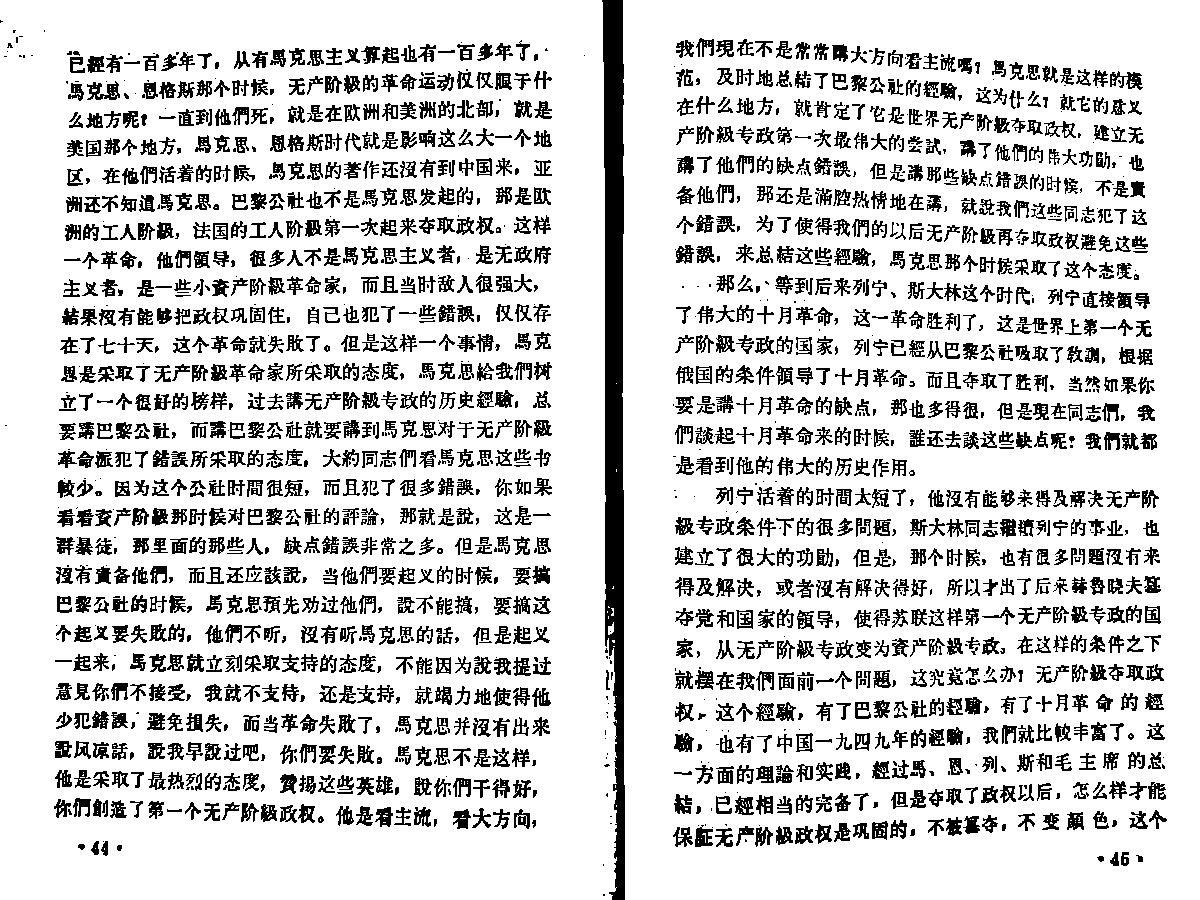 已經有一百多年了，从有馬克思主义算起也有一百多年了，
馬克思、恩格斯那个时候，无产阶級的革命运动仅仅限于什
么地方呢？一直到他們死，就是在欧洲和美洲的北部，就是
美国那个地方，馬克思、恩格斯时代就是影响这么大一个地
区，在他們活着的时候，馬克思的著作还沒有到中国来，亚
洲还不知道馬克思。巴黎公社也不是馬克思发起的，那是欧
洲的工人阶級，法国的工人阶級第一次起来夺取政权。这样
一个革命，他們領导，很多人不是馬克思主义者，是无政府
主义者，是一些小資产阶級革命家，而且当时敌人很强大，
結果沒有能够把政权巩固住，自己也犯了一些錯誤，仅仅存
在了七十天，这个革命就失敗了。但是这样一个事情，馬克
思是采取了无产阶級革命家所采取的态度，馬克思給我們树
立了一个很好的榜样，过去講无产阶級专政的历史經驗，总
要講巴黎公社，而講巴黎公社就要講到馬克思对于无产阶級
革命派犯了錯誤所采取的态度，大約同志們看馬克思这些书
較少。因为这个公社时間很短，而且犯了很多錯誤，你如果
看看資产阶級那时候对巴黎公社的評論，那就是說，这是一
群暴徒，那里面的那些人，缺点錯誤非常之多。但是馬克思
沒有責备他們，而且还应該說，当他們要起义的时候，要搞
巴黎公社的时候，馬克思預先劝过他們，說不能搞，要搞这
个起义要失敗的，他們不听，沒有听馬克思的話，但是起义
一起来，馬克思就立刻采取支持的态度，不能因为說我提过
意見你們不接受，我就不支持，还是支持，就竭力地使得他
少犯錯誤，避免損失，而当革命失敗了，馬克思并沒有出来
說风凉話，說我早說过吧，你們要失敗。馬克思不是这样，
他是采取了最热烈的态度，贊揚这些英雄，說你們干得好，
你們創造了第一个无产阶級政权。他是看主流，看大方向，
·44·
我們現在不是常常講大方向看主流嗎？馬克思就是这样的模
范，及时地总結了巴黎公社的經驗，这为什么？就它的意义
在什么地方，就肯定了它是世界无产阶級夺取政权，建立无
产阶級专政第一次最伟大的尝試，講了他們的伟大功勛，也
講了他們的缺点錯誤，但是講那些缺点錯誤的时候，不是責
备他們，那还是滿腔热情地在講，就說我們这些同志犯了这
个錯誤，为了使得我們的以后无产阶級再夺取政权避免这些
錯誤，来总結这些經驗，馬克思那个时候采取了这个态度。
那么，等到后来列宁、斯大林这个时代，列宁直接領导
了伟大的十月革命，这一革命胜利了，这是世界上第一个无
产阶級专政的国家，列宁已經从巴黎公社吸取了敎訓，根据
俄国的条件領导了十月革命。而且夺取了胜利，当然如果你
要是講十月革命的缺点，那也多得很，但是現在同志們，我
們談起十月革命来的时候，誰还去談这些缺点呢？我們就都
是看到他的伟大的历史作用。
列宁活着的时間太短了，他沒有能够来得及解决无产阶
級专政条件下的很多問題，斯大林同志繼續列宁的事业，也
建立了很大的功勛，但是，那个时候，也有很多問題沒有来
得及解决，或者沒有解决得好，所以才出了后来赫魯晓夫篡
夺党和国家的領导，使得苏联这样第一个无产阶級专政的国
家，从无产阶級专政变为資产阶級专政，在这样的条件之下
就摆在我們面前一个問題，这究竟怎么办？无产阶級夺取政
权，这个經驗，有了巴黎公社的經驗，有了十月革命的經
驗，也有了中国一九四九年的經驗，我們就比較丰富了。这
一方面的理論和实践，經过馬、恩、列、斯和毛主席的总
結，已經相当的完备了，但是夺取了政权以后，怎么样才能
保証无产阶級政权是巩固的，不被篡夺，不变顏色，这个
·45·